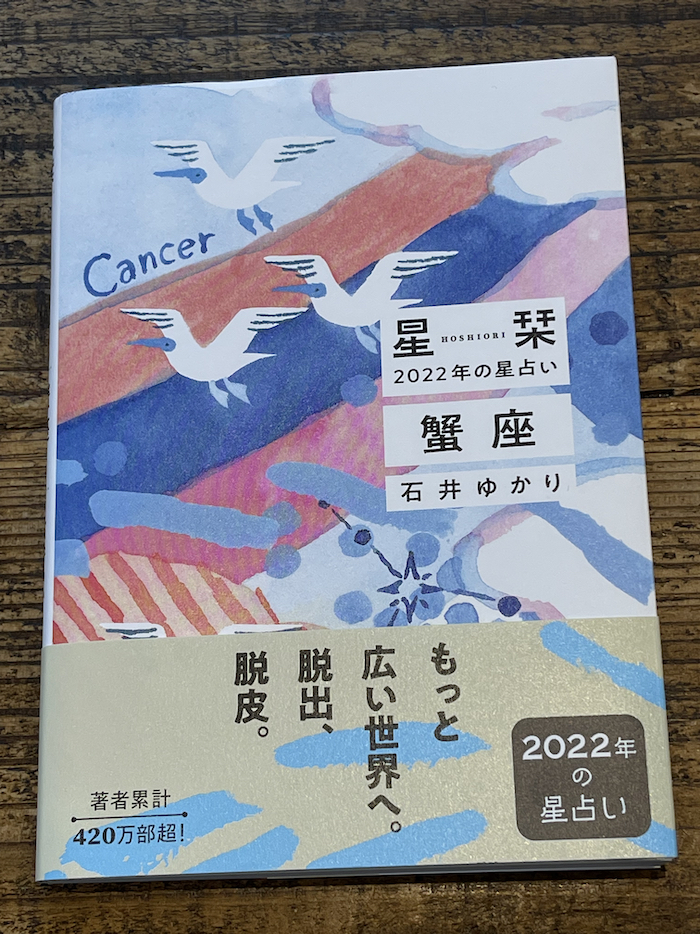 Cancer
星 HOSHIORI 栞
2022年の星占い
蟹座
石井ゆかり
もっと
広い世界へ。
脱出、
脱皮。
著者累計
420万部超!
2022年
の
星占い